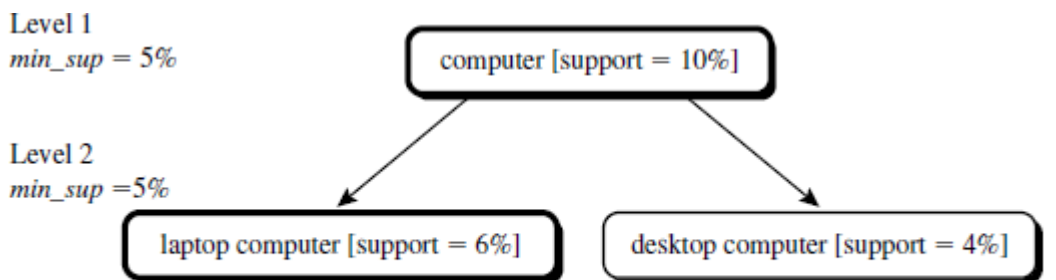 Level 1
min_sup = 5%
computer [support = 10%]
Level 2
min_sup =5%
laptop computer [support = 6%]
desktop computer [support = 4%]